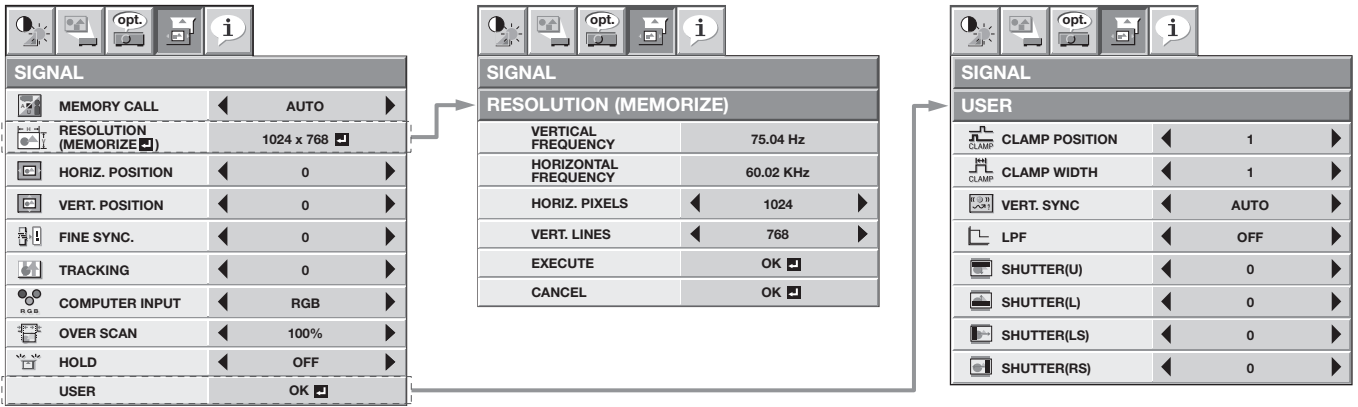 opt.
i
SIGNAL
MEMORY CALL AUTO
RESOLUTION
(MEMORIZE) 1024 x 768
HORIZ. POSITION 0
VERT. POSITION 0
FINE SYNC. 0
TRACKING 0
R G B
COMPUTER INPUT RGB
OVER SCAN 100%
HOLD OFF
USER OK
opt.
i
SIGNAL
RESOLUTION (MEMORIZE)
VERTICAL
FREQUENCY 75.04 Hz
HORIZONTAL
FREQUENCY 60.02 KHz
HORIZ. PIXELS 1024
VERT. LINES 768
EXECUTE OK
CANCEL OK
opt.
i
SIGNAL
USER
CLAMP CLAMP POSITION 1
CLAMP CLAMP WIDTH 1
VERT. SYNC AUTO
LPF OFF
SHUTTER(U) 0
SHUTTER(L) 0
SHUTTER(LS) 0
SHUTTER(RS) 0